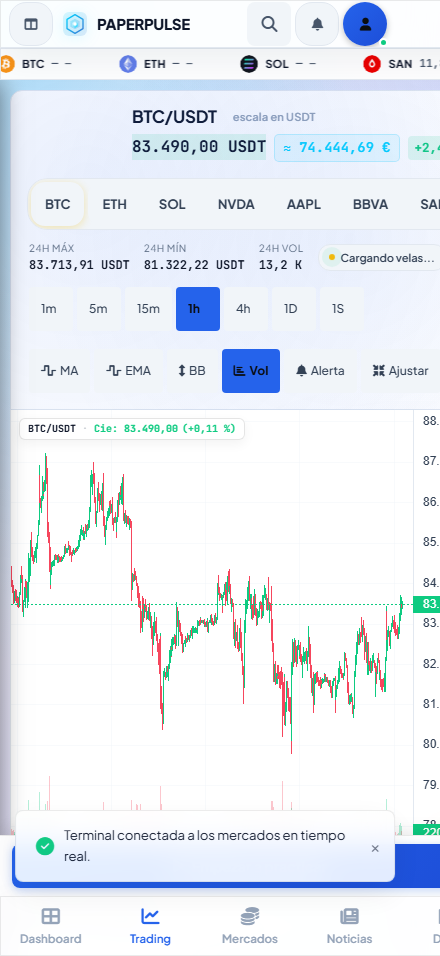 PAPERPULSE
BTC — — ETH — — SOL — — SAN 11,
BTC/USDT escala en USDT
83.490,00 USDT ≈ 74.444,69 € +2,
BTC ETH SOL NVDA AAPL BBVA
24H MÁX 24H MÍN 24H VOL
83.713,91 USDT 81.322,22 USDT 13,2 K Cargando velas...
1m 5m 15m 1h 4h 1D 1S
MA EMA BB Vol Alerta Ajustar
BTC/USDT · Cie: 83.490,00 (+0,11 %)
88.
87.
86.
85.
84.
83.
83.
82.
81.
80.
79.
78.
220
Terminal conectada a los mercados en tiempo
real. ×
Dashboard Trading Mercados Noticias